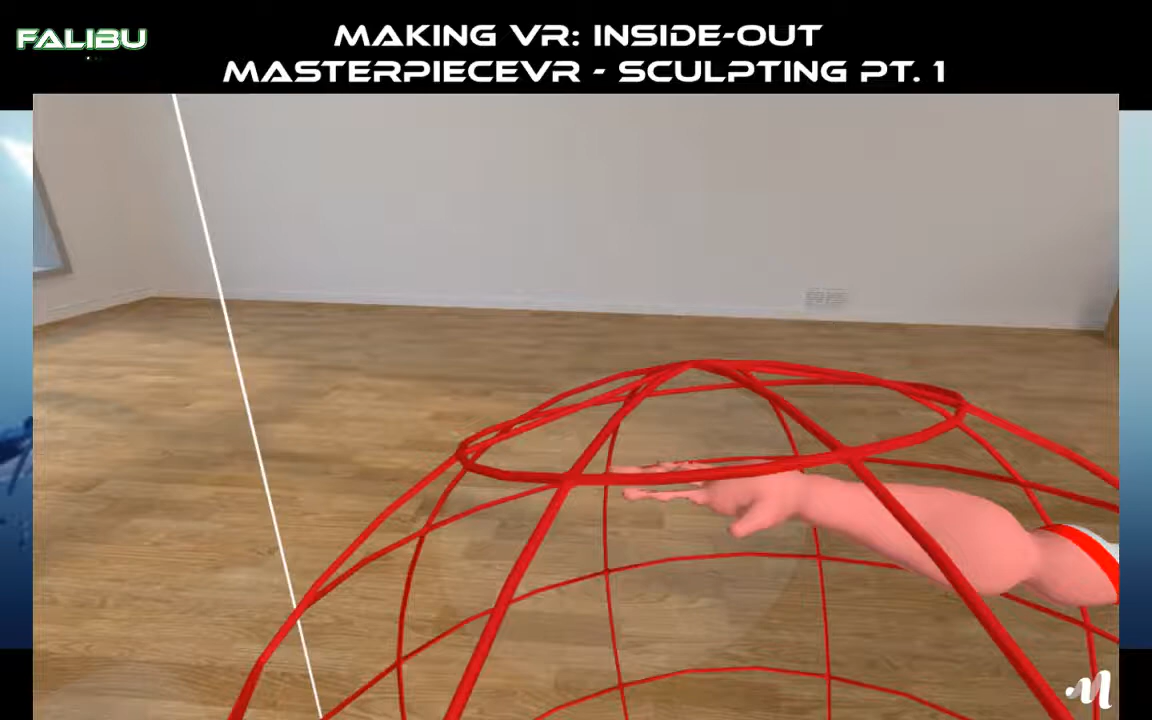 FALIBU
MAKING VR: INSIDE-OUT
MASTERPIECEVR - SCULPTING PT. 1